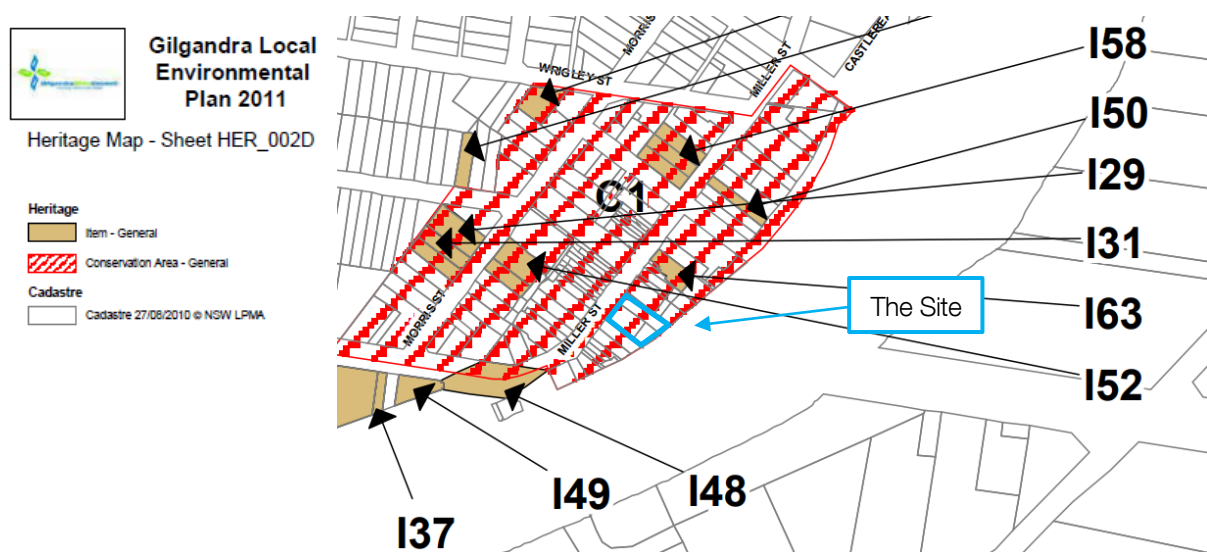 Gilgandra Local
Environmental
Plan 2011
Heritage Map - Sheet HER_002D
Heritage
Item - General
Conservation Area - General
Cadastre
Cadastre 27/08/2010 © NSW LPMA
WRIGLEY ST
MORRIS
MILLER ST
CASTLEREA
C1
MORRIS ST
MILLER ST
The Site
I58
I50
I29
I31
I63
I52
I48
I49
I37